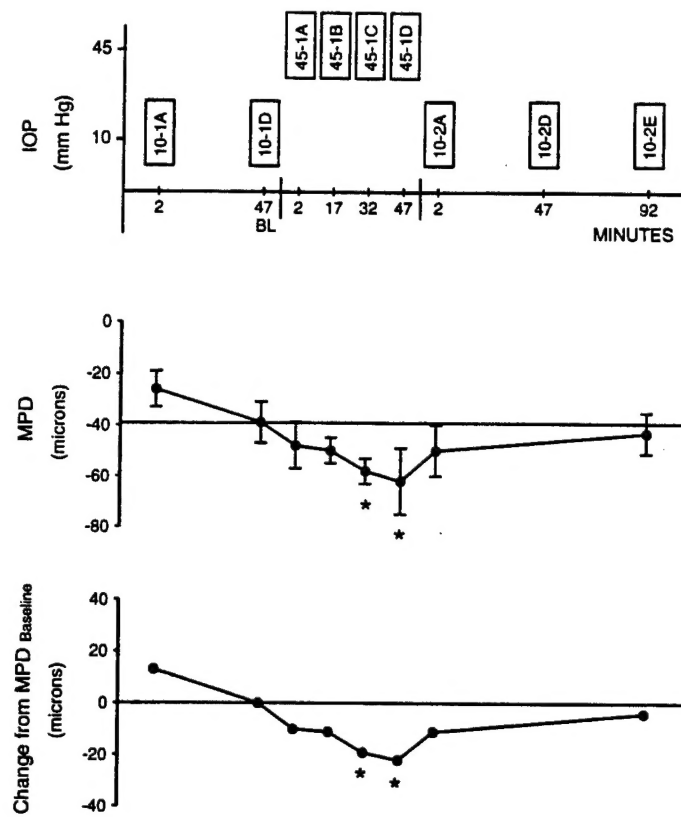 IOP
(mm Hg)
45
10
10-1A
10-1D
45-1A
45-1B
45-1C
45-1D
10-2A
10-2D
10-2E
2
47
2
17
32
47
2
47
92
BL
MINUTES
MPD
(microns)
0
-20
-40
-60
-80
*
*
Change from MPD Baseline
(microns)
40
20
0
-20
-40
*
*